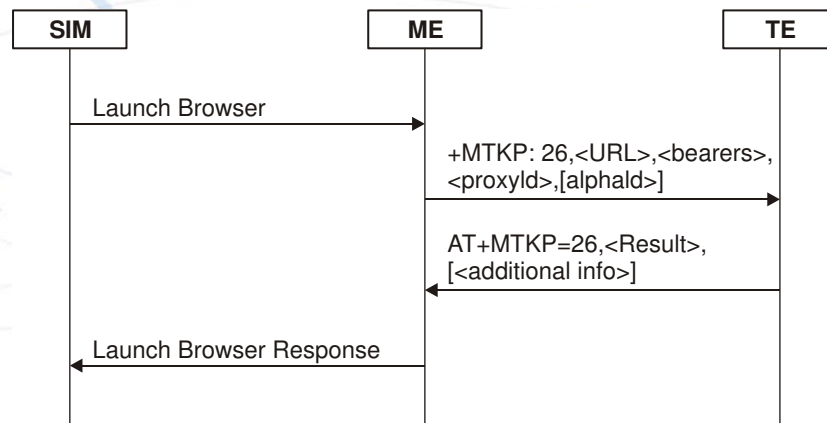 SIM
ME
TE
Launch Browser
+MTKP: 26,<URL>,<bearers>,
<proxyId>,[alphaId>]
AT+MTKP=26,<Result>,
[<additional info>]
Launch Browser Response